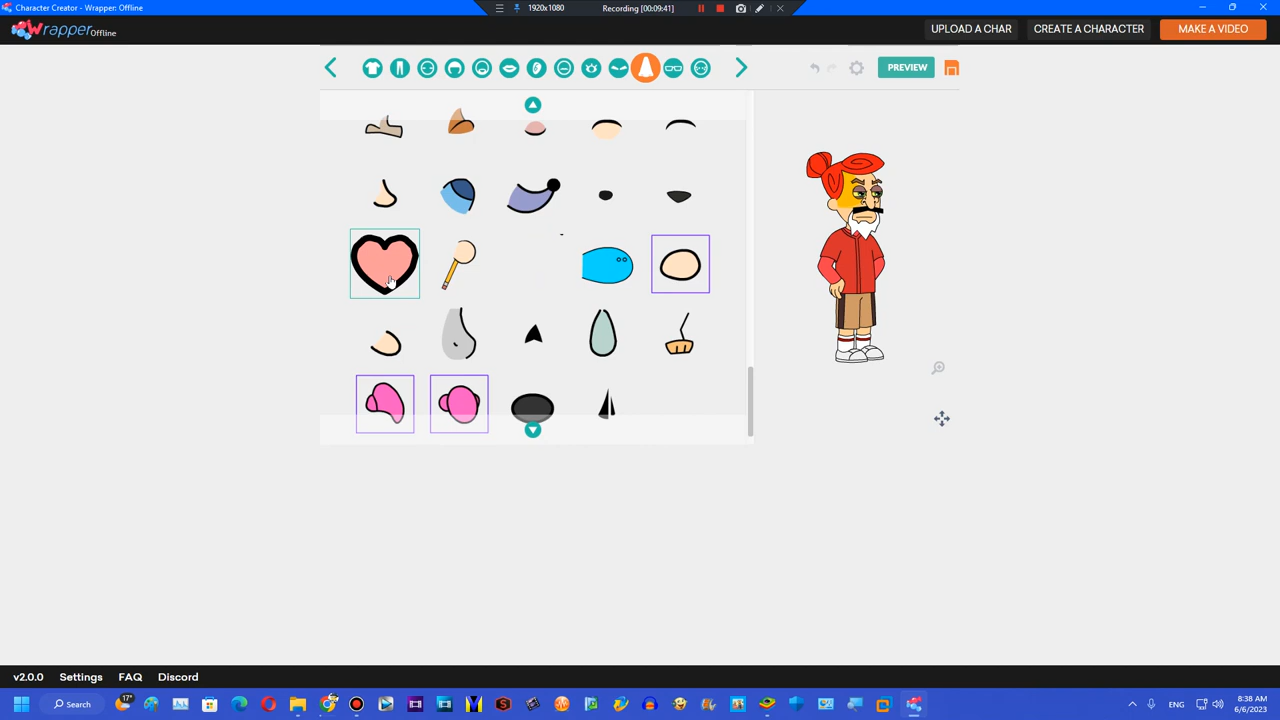 Character Creator - Wrapper: Offline
1920x1080
Recording [00:09:41]
Wrapper Offline
UPLOAD A CHAR
CREATE A CHARACTER
MAKE A VIDEO
PREVIEW
v2.0.0
Settings
FAQ
Discord
17°
Search
ENG
8:38 AM
6/6/2023